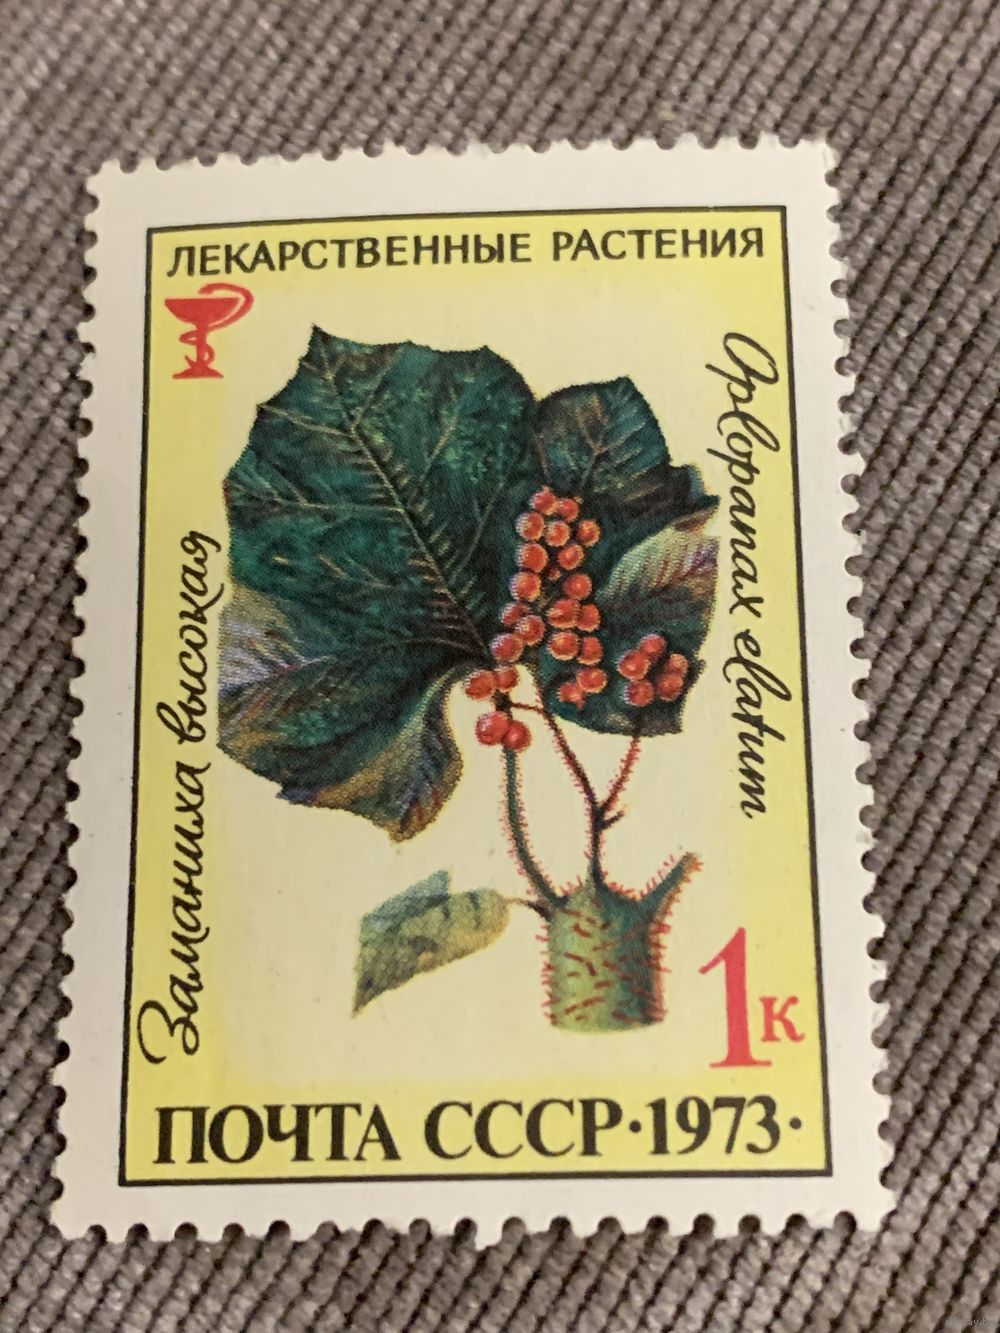 ЛЕКАРСТВЕННЫЕ РАСТЕНИЯ
Заманиха высокая
Oplopanax elatum
1к
ПОЧТА СССР·1973·